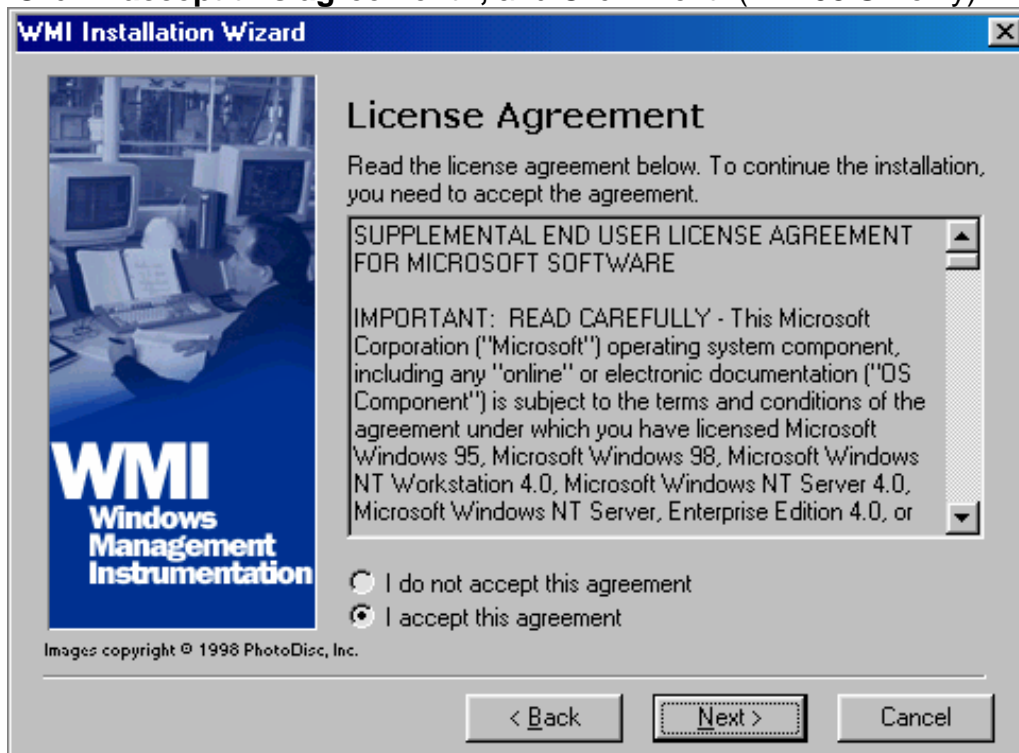 WMI Installation Wizard
License Agreement
Read the license agreement below. To continue the installation,
you need to accept the agreement.
SUPPLEMENTAL END USER LICENSE AGREEMENT
FOR MICROSOFT SOFTWARE
IMPORTANT: READ CAREFULLY - This Microsoft
Corporation ("Microsoft") operating system component,
including any "online" or electronic documentation ("OS
Component") is subject to the terms and conditions of the
agreement under which you have licensed Microsoft
Windows 95, Microsoft Windows 98, Microsoft Windows
NT Workstation 4.0, Microsoft Windows NT Server 4.0,
Microsoft Windows NT Server, Enterprise Edition 4.0, or
WMI
Windows
Management
Instrumentation
I do not accept this agreement
I accept this agreement
Images copyright © 1998 PhotoDisc, Inc.
< Back
Next >
Cancel